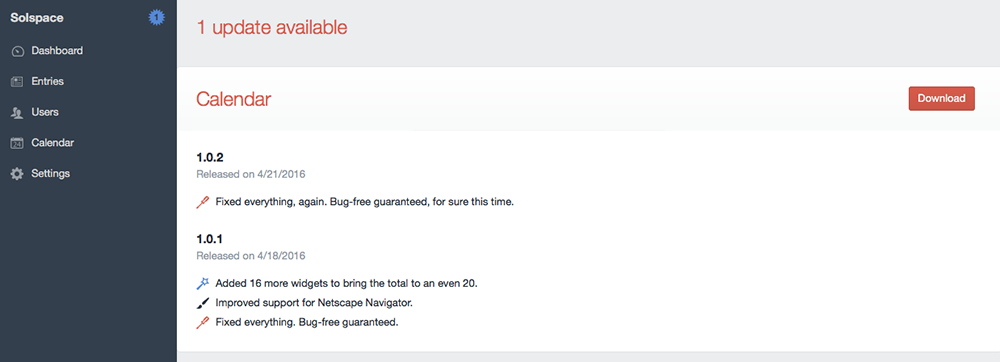 Solspace
1
Dashboard
Entries
Users
24
Calendar
Settings
1 update available
Calendar
Download
1.0.2
Released on 4/21/2016
Fixed everything, again. Bug-free guaranteed, for sure this time.
1.0.1
Released on 4/18/2016
Added 16 more widgets to bring the total to an even 20.
Improved support for Netscape Navigator.
Fixed everything. Bug-free guaranteed.